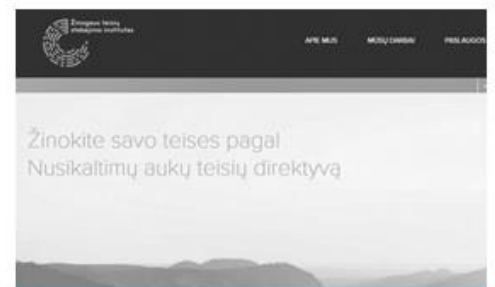 Žmogaus teisių
stebėjimo institutas
APIE MUS MŪSŲ DARBAI PASLAUGOS
Žinokite savo teises pagal
Nusikaltimų aukų teisių direktyvą